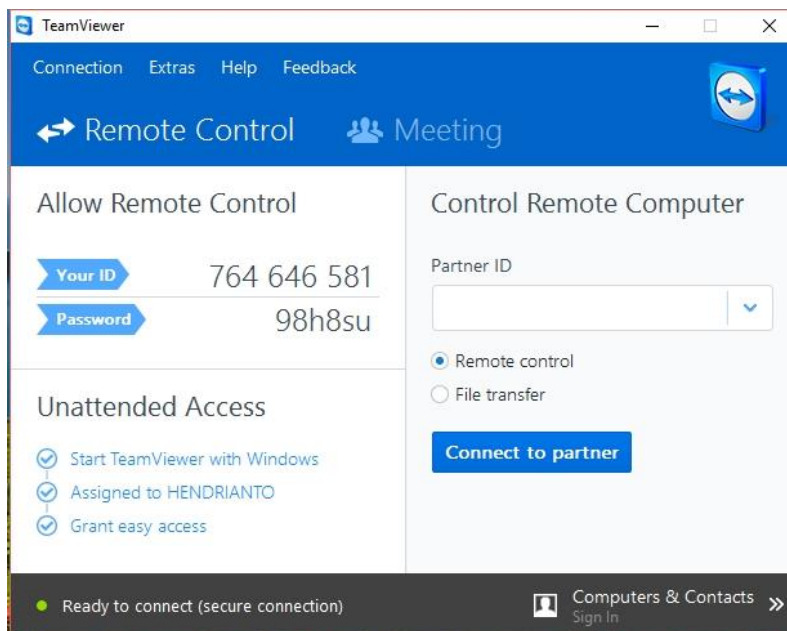 TeamViewer
Connection Extras Help Feedback
Remote Control Meeting
Allow Remote Control
Your ID 764 646 581
Password 98h8su
Unattended Access
Start TeamViewer with Windows
Assigned to HENDRIANTO
Grant easy access
Control Remote Computer
Partner ID
Remote control
File transfer
Connect to partner
Ready to connect (secure connection)
Computers & Contacts
Sign In